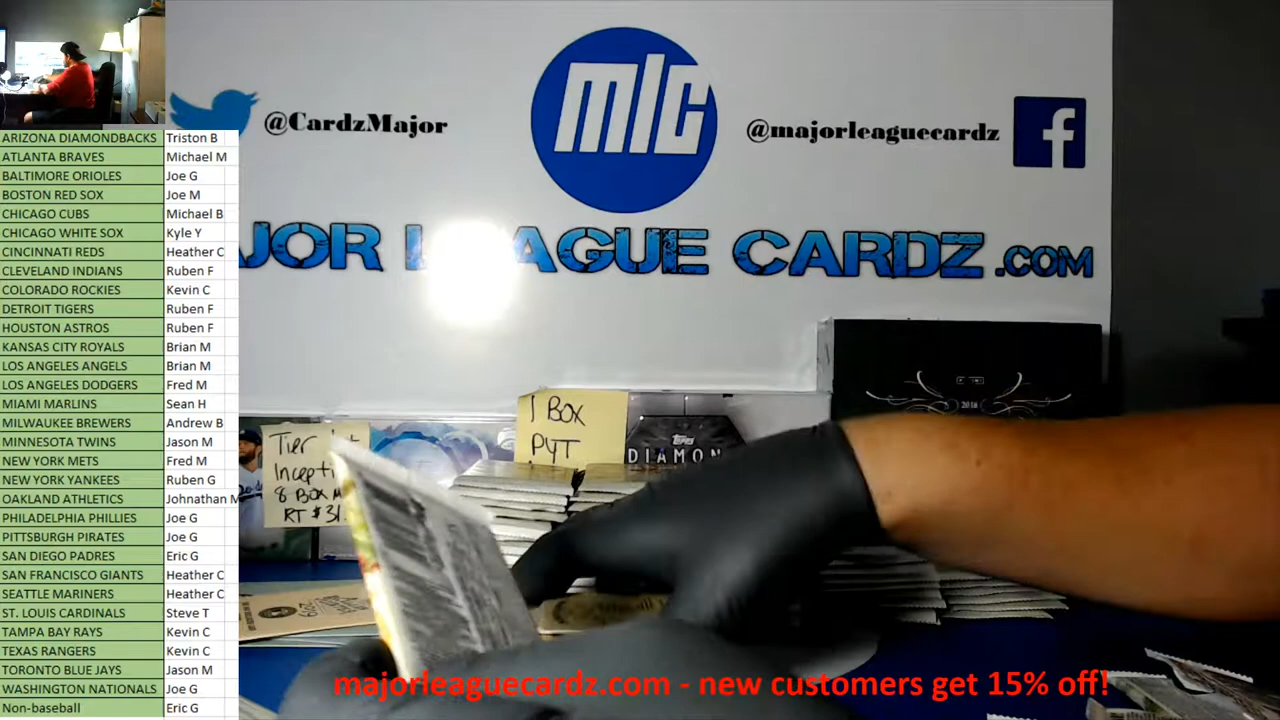 @CardzMajor
mlc
@majorleaguecardz
f
JOR L AGUE CARDZ.COM
ARIZONA DIAMONDBACKS Triston B
ATLANTA BRAVES Michael M
BALTIMORE ORIOLES Joe G
BOSTON RED SOX Joe M
CHICAGO CUBS Michael B
CHICAGO WHITE SOX Kyle Y
CINCINNATI REDS Heather C
CLEVELAND INDIANS Ruben F
COLORADO ROCKIES Kevin C
DETROIT TIGERS Ruben F
HOUSTON ASTROS Ruben F
KANSAS CITY ROYALS Brian M
LOS ANGELES ANGELS Brian M
LOS ANGELES DODGERS Fred M
MIAMI MARLINS Sean H
MILWAUKEE BREWERS Andrew B
MINNESOTA TWINS Jason M
NEW YORK METS Fred M
NEW YORK YANKEES Ruben G
OAKLAND ATHLETICS Johnathan M
PHILADELPHIA PHILLIES Joe G
PITTSBURGH PIRATES Joe G
SAN DIEGO PADRES Eric G
SAN FRANCISCO GIANTS Heather C
SEATTLE MARINERS Heather C
ST. LOUIS CARDINALS Steve T
TAMPA BAY RAYS Kevin C
TEXAS RANGERS Kevin C
TORONTO BLUE JAYS Jason M
WASHINGTON NATIONALS Joe G
Non-baseball Eric G
Tier
Incepti
8 BOX M
RT $31
1 BOX
PYT
Topps
DIAMON
2018
majorleaguecardz.com - new customers get 15% off!